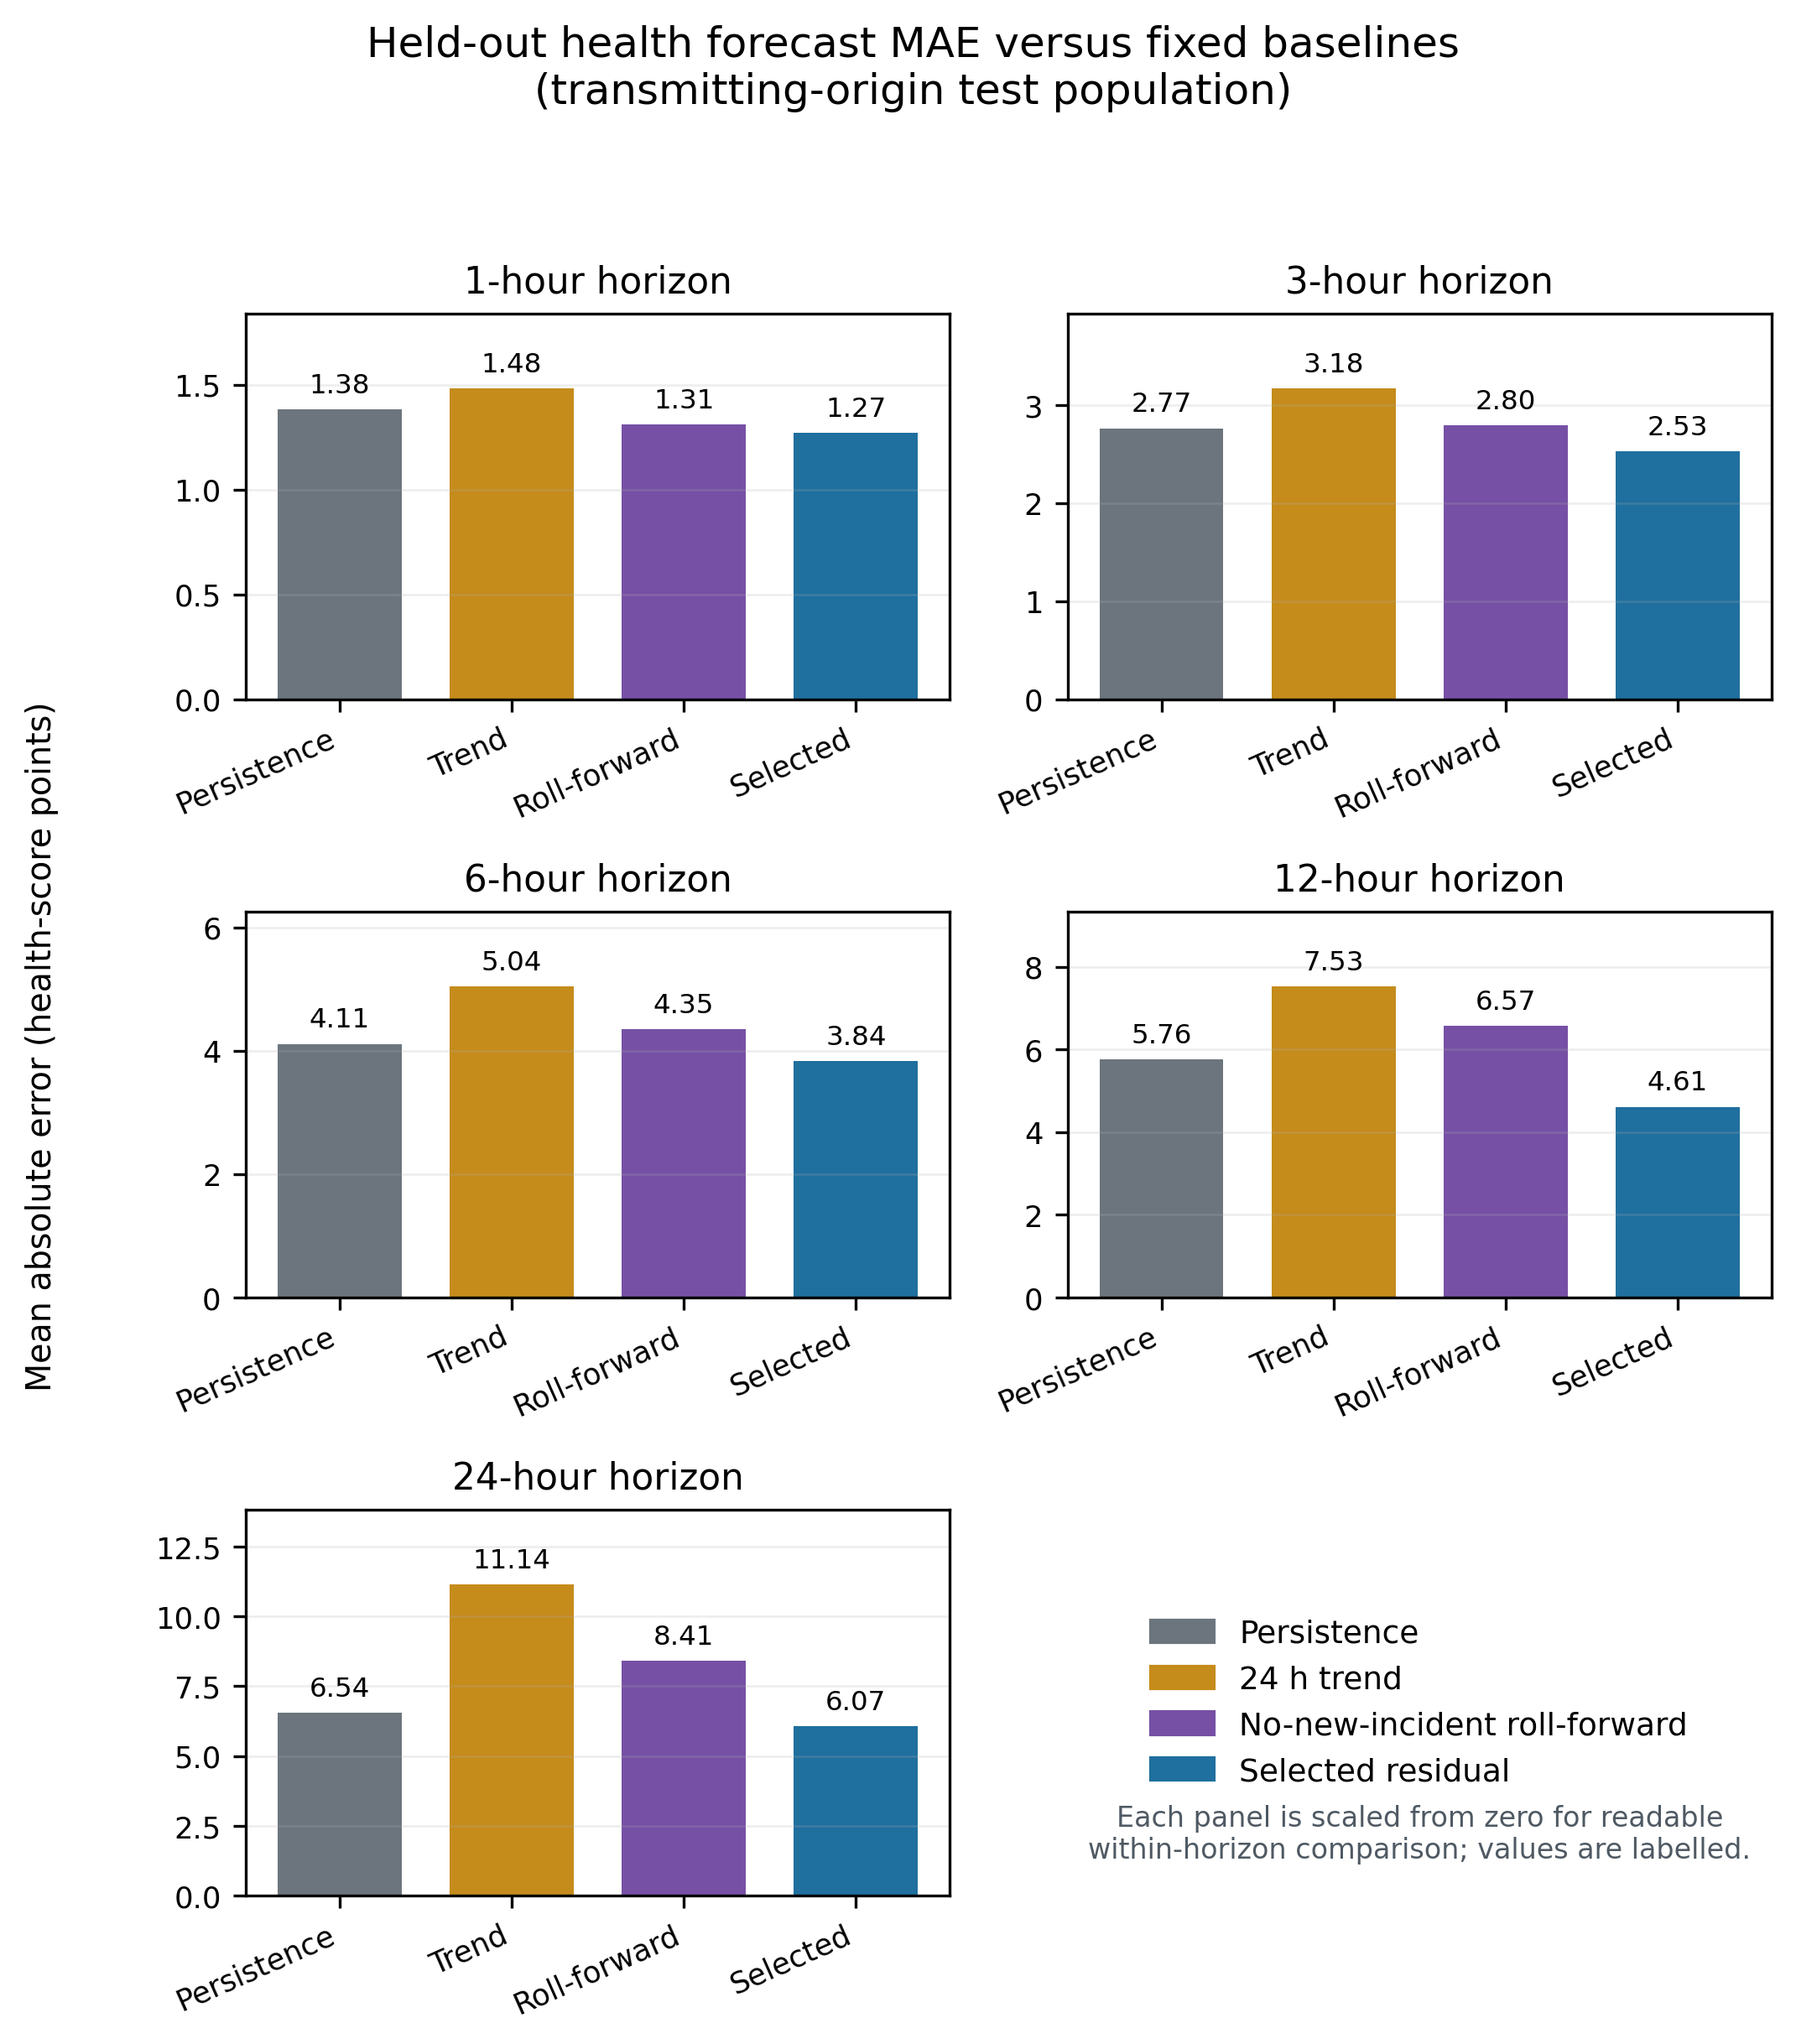 Held-out health forecast MAE versus fixed baselines
(transmitting-origin test population)
Mean absolute error (health-score points)
1-hour horizon
1.5
1.0
0.5
0.0
1.38
1.48
1.31
1.27
Persistence
Trend
Roll-forward
Selected
3-hour horizon
3
2
1
0
2.77
3.18
2.80
2.53
Persistence
Trend
Roll-forward
Selected
6-hour horizon
6
4
2
0
4.11
5.04
4.35
3.84
Persistence
Trend
Roll-forward
Selected
12-hour horizon
8
6
4
2
0
5.76
7.53
6.57
4.61
Persistence
Trend
Roll-forward
Selected
24-hour horizon
12.5
10.0
7.5
5.0
2.5
0.0
6.54
11.14
8.41
6.07
Persistence
Trend
Roll-forward
Selected
Persistence
24 h trend
No-new-incident roll-forward
Selected residual
Each panel is scaled from zero for readable
within-horizon comparison; values are labelled.